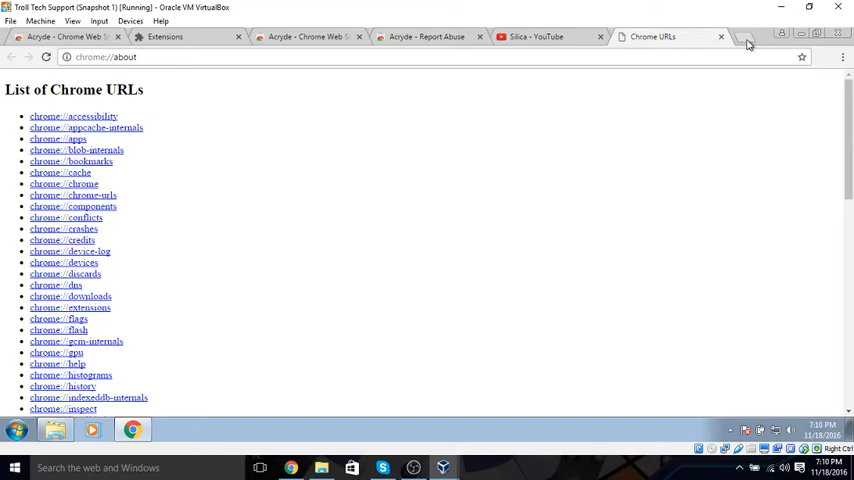 Troll Tech Support (Snapshot 1) [Running] - Oracle VM VirtualBox
File Machine View Input Devices Help
Acryde - Chrome Web S Extensions Acryde - Chrome Web S Acryde - Report Abuse Silica - YouTube Chrome URLs
chrome://about
List of Chrome URLs
chrome://accessibility
chrome://appcache-internals
chrome://apps
chrome://blob-internals
chrome://bookmarks
chrome://cache
chrome://chrome
chrome://chrome-urls
chrome://components
chrome://conflicts
chrome://crashes
chrome://credits
chrome://device-log
chrome://devices
chrome://discards
chrome://dns
chrome://downloads
chrome://extensions
chrome://flags
chrome://flash
chrome://gcm-internals
chrome://gpu
chrome://help
chrome://histograms
chrome://history
chrome://indexeddb-internals
chrome://inspect
7:10 PM
11/18/2016
Right Ctrl
Search the web and Windows
7:10 PM
11/18/2016